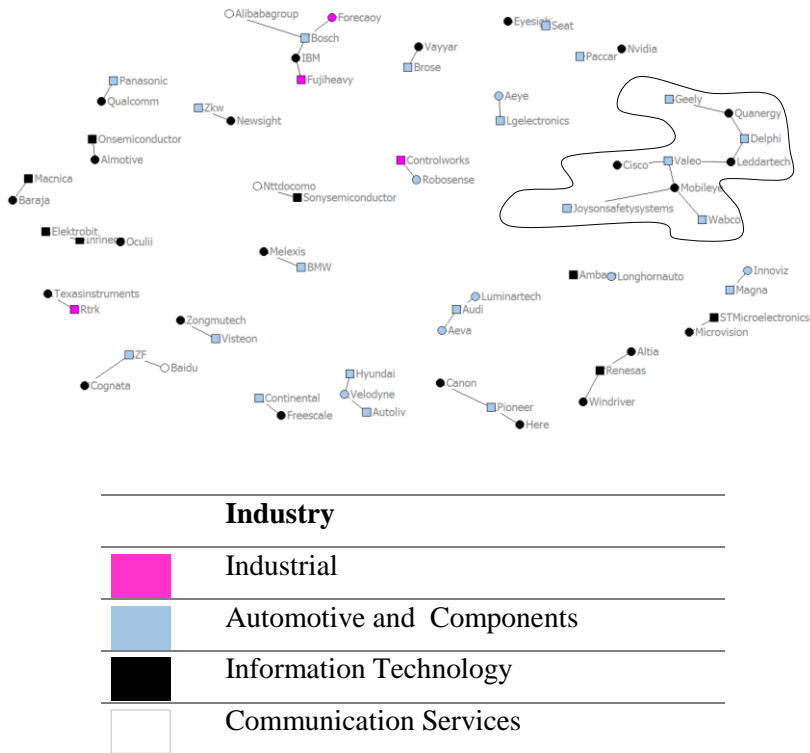 Alibabagroup
Forecaoy
Bosch
IBM
Fujiheavy
Vayyar
Brose
Eyesight
Seat
Paccar
Nvidia
Panasonic
Qualcomm
Zkw
Newsight
Aeye
Lgelectronics
Geely
Quanergy
Delphi
Leddartech
Cisco
Valeo
Mobileye
Joysonsafetysystems
Wabco
Onsemiconductor
Almotive
Controlworks
Robosense
Macnica
Baraja
Nttdocomo
Sonysemiconductor
Elektrobit
Oculii
Melexis
BMW
Amba
Longhornauto
Innoviz
Magna
Texasinstruments
Rtrk
Luminartech
Audi
Aeva
STMicroelectronics
Microvision
Zongmutech
Visteon
ZF
Baidu
Cognata
Altia
Renesas
Windriver
Hyundai
Velodyne
Autoliv
Continental
Freescale
Canon
Pioneer
Here
Industry
Industrial
Automotive and Components
Information Technology
Communication Services